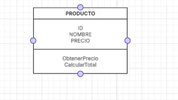 PRODUCTO
ID
NOMBRE
PRECIO
ObtenerPrecio
CalcularTotal